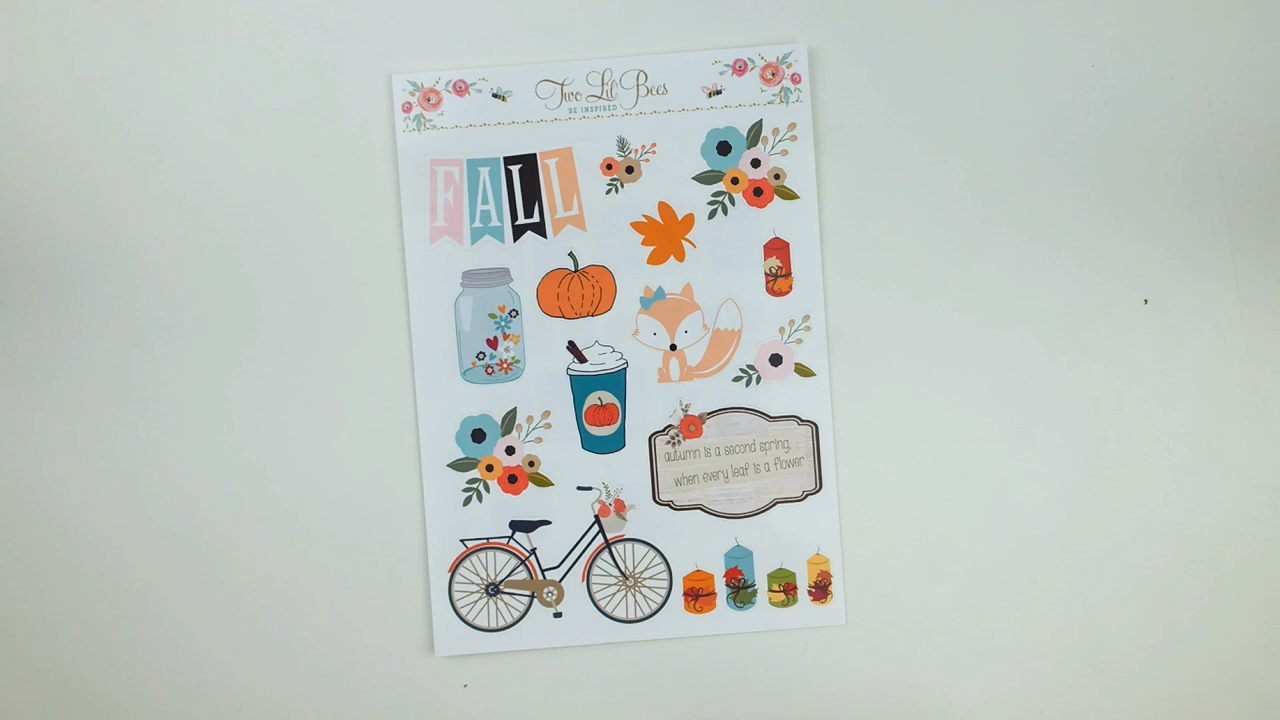 Two Lil' Bees
BE INSPIRED
FALL
autumn is a second spring,
when every leaf is a flower